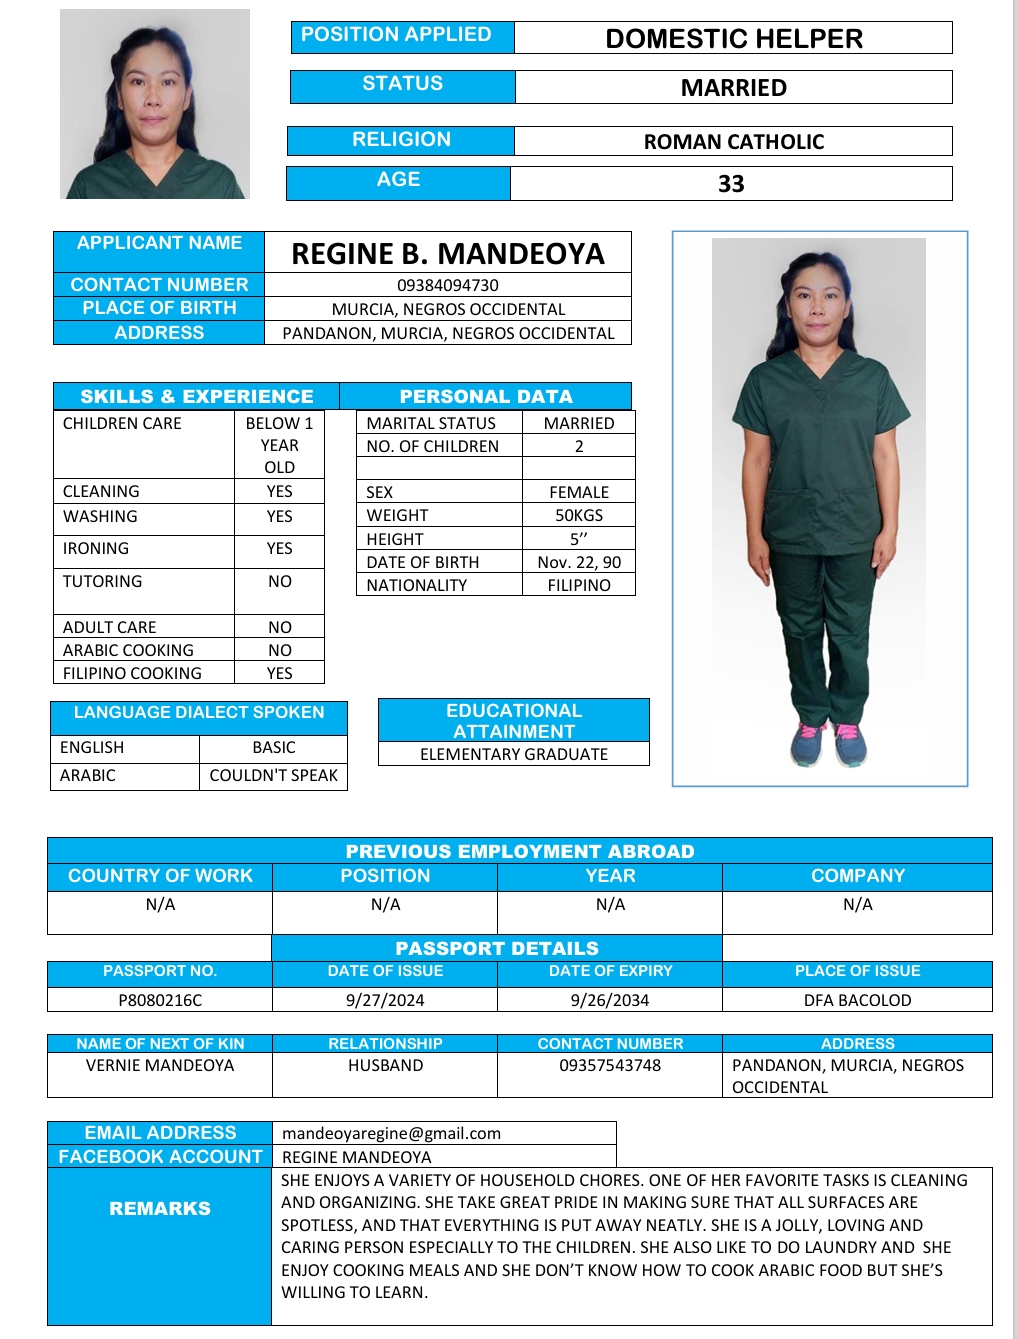 POSITION APPLIED DOMESTIC HELPER
STATUS MARRIED
RELIGION ROMAN CATHOLIC
AGE 33
APPLICANT NAME REGINE B. MANDEOYA
CONTACT NUMBER 09384094730
PLACE OF BIRTH MURCIA, NEGROS OCCIDENTAL
ADDRESS PANDANON, MURCIA, NEGROS OCCIDENTAL
SKILLS & EXPERIENCE
CHILDREN CARE BELOW 1
YEAR
OLD
CLEANING YES
WASHING YES
IRONING YES
TUTORING NO
ADULT CARE NO
ARABIC COOKING NO
FILIPINO COOKING YES
PERSONAL DATA
MARITAL STATUS MARRIED
NO. OF CHILDREN 2
SEX FEMALE
WEIGHT 50KGS
HEIGHT 5’’
DATE OF BIRTH Nov. 22, 90
NATIONALITY FILIPINO
LANGUAGE DIALECT SPOKEN
ENGLISH BASIC
ARABIC COULDN'T SPEAK
EDUCATIONAL
ATTAINMENT
ELEMENTARY GRADUATE
PREVIOUS EMPLOYMENT ABROAD
COUNTRY OF WORK POSITION YEAR COMPANY
N/A N/A N/A N/A
PASSPORT DETAILS
PASSPORT NO. DATE OF ISSUE DATE OF EXPIRY PLACE OF ISSUE
P8080216C 9/27/2024 9/26/2034 DFA BACOLOD
NAME OF NEXT OF KIN RELATIONSHIP CONTACT NUMBER ADDRESS
VERNIE MANDEOYA HUSBAND 09357543748 PANDANON, MURCIA, NEGROS
OCCIDENTAL
EMAIL ADDRESS mandeoyaregine@gmail.com
FACEBOOK ACCOUNT REGINE MANDEOYA
REMARKS
SHE ENJOYS A VARIETY OF HOUSEHOLD CHORES. ONE OF HER FAVORITE TASKS IS CLEANING
AND ORGANIZING. SHE TAKE GREAT PRIDE IN MAKING SURE THAT ALL SURFACES ARE
SPOTLESS, AND THAT EVERYTHING IS PUT AWAY NEATLY. SHE IS A JOLLY, LOVING AND
CARING PERSON ESPECIALLY TO THE CHILDREN. SHE ALSO LIKE TO DO LAUNDRY AND SHE
ENJOY COOKING MEALS AND SHE DON’T KNOW HOW TO COOK ARABIC FOOD BUT SHE’S
WILLING TO LEARN.